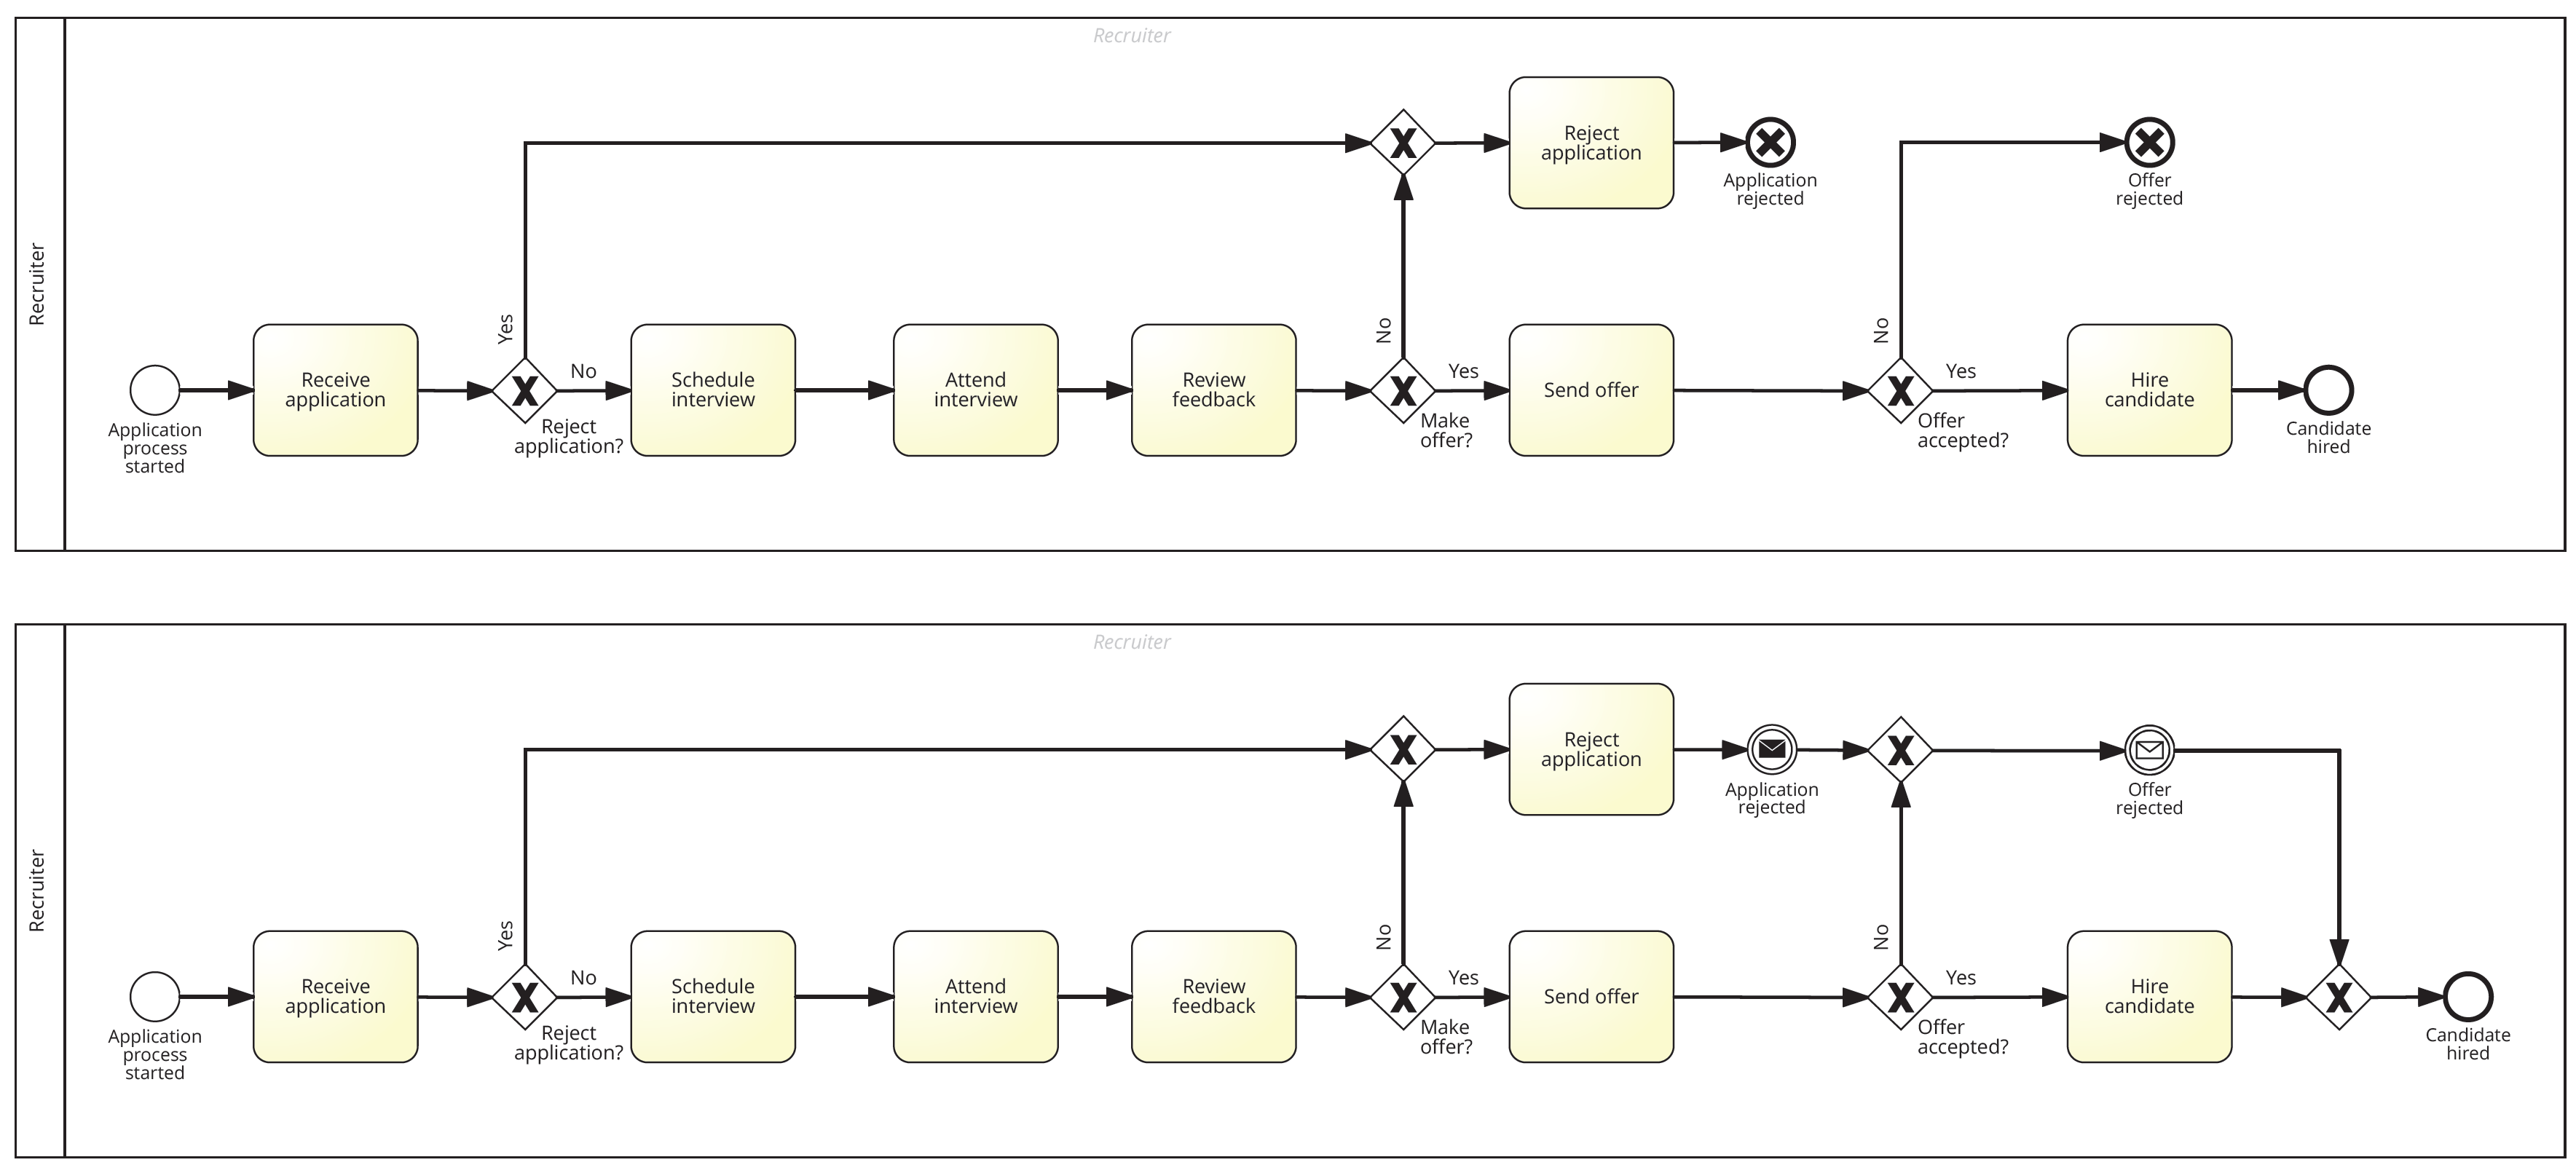 Recruiter
Recruiter
Reject
application
Application
rejected
Offer
rejected
Yes
No
No
Application
process
started
Receive
application
No
Reject
application?
Schedule
interview
Attend
interview
Review
feedback
Yes
Make
offer?
Send offer
Yes
Offer
accepted?
Hire
candidate
Candidate
hired
Recruiter
Recruiter
Reject
application
Application
rejected
Offer
rejected
Yes
No
No
Application
process
started
Receive
application
No
Reject
application?
Schedule
interview
Attend
interview
Review
feedback
Yes
Make
offer?
Send offer
Yes
Offer
accepted?
Hire
candidate
Candidate
hired